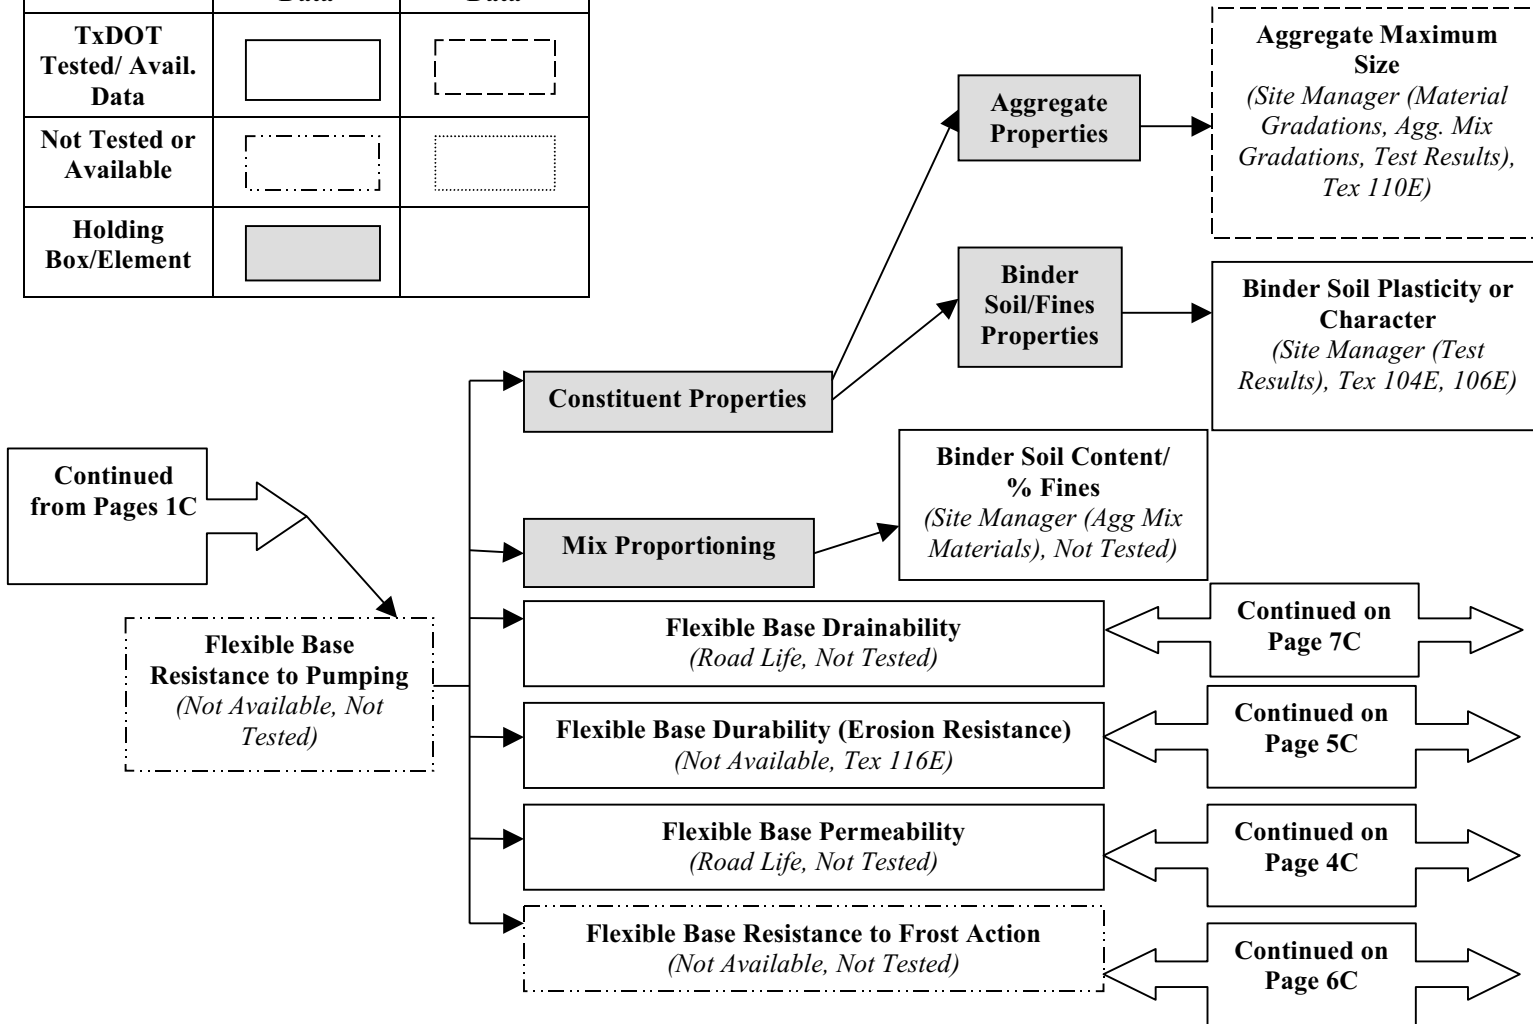 Data Data
TxDOT
Tested/ Avail.
Data
Not Tested or
Available
Holding
Box/Element
Aggregate
Properties
Aggregate Maximum
Size
(Site Manager (Material
Gradations, Agg. Mix
Gradations, Test Results),
Tex 110E)
Binder
Soil/Fines
Properties
Binder Soil Plasticity or
Character
(Site Manager (Test
Results), Tex 104E, 106E)
Constituent Properties
Continued
from Pages 1C
Binder Soil Content/
% Fines
(Site Manager (Agg Mix
Materials), Not Tested)
Mix Proportioning
Flexible Base
Resistance to Pumping
(Not Available, Not
Tested)
Flexible Base Drainability
(Road Life, Not Tested)
Continued on
Page 7C
Flexible Base Durability (Erosion Resistance)
(Not Available, Tex 116E)
Continued on
Page 5C
Flexible Base Permeability
(Road Life, Not Tested)
Continued on
Page 4C
Flexible Base Resistance to Frost Action
(Not Available, Not Tested)
Continued on
Page 6C